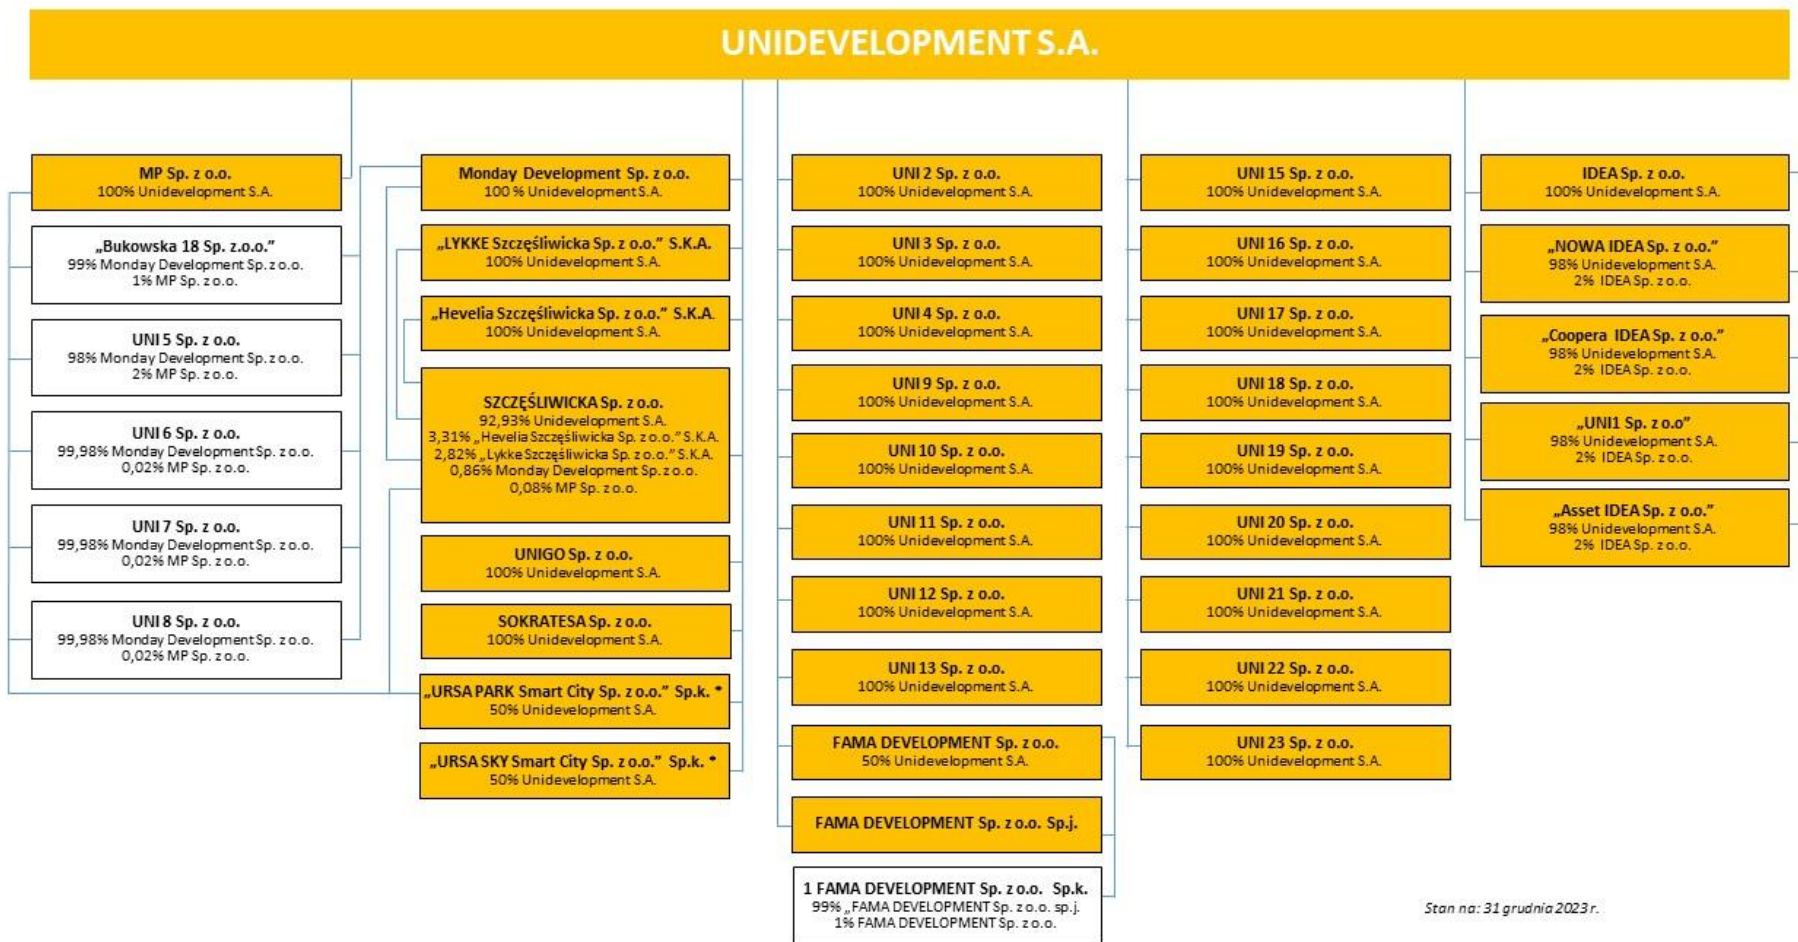 UNIDEVELOPMENT S.A.
MP Sp. z o.o.
100% Unidevelopment S.A.
„Bukowska 18 Sp. z.o.o.”
99% Monday Development Sp. z o.o.
1% MP Sp. z o.o.
UNI 5 Sp. z o.o.
98% Monday Development Sp. z o.o.
2% MP Sp. z o.o.
UNI 6 Sp. z o.o.
99,98% Monday Development Sp. z o.o.
0,02% MP Sp. z o.o.
UNI 7 Sp. z o.o.
99,98% Monday Development Sp. z o.o.
0,02% MP Sp. z o.o.
UNI 8 Sp. z o.o.
99,98% Monday Development Sp. z o.o.
0,02% MP Sp. z o.o.
Monday Development Sp. z o.o.
100 % Unidevelopment S.A.
„LYKKE Szczęśliwicka Sp. z o.o.” S.K.A.
100% Unidevelopment S.A.
„Hevelia Szczęśliwicka Sp. z o.o.” S.K.A.
100% Unidevelopment S.A.
SZCZĘŚLIWICKA Sp. z o.o.
92,93% Unidevelopment S.A.
3,31% „Hevelia Szczęśliwicka Sp. z o.o.” S.K.A.
2,82% „Lykke Szczęśliwicka Sp. z o.o.” S.K.A.
0,86% Monday Development Sp. z o.o.
0,08% MP Sp. z o.o.
UNIGO Sp. z o.o.
100% Unidevelopment S.A.
SOKRATESA Sp. z o.o.
100% Unidevelopment S.A.
„URSA PARK Smart City Sp. z o.o.” Sp.k. *
50% Unidevelopment S.A.
„URSA SKY Smart City Sp. z o.o.” Sp.k. *
50% Unidevelopment S.A.
UNI 2 Sp. z o.o.
100% Unidevelopment S.A.
UNI 3 Sp. z o.o.
100% Unidevelopment S.A.
UNI 4 Sp. z o.o.
100% Unidevelopment S.A.
UNI 9 Sp. z o.o.
100% Unidevelopment S.A.
UNI 10 Sp. z o.o.
100% Unidevelopment S.A.
UNI 11 Sp. z o.o.
100% Unidevelopment S.A.
UNI 12 Sp. z o.o.
100% Unidevelopment S.A.
UNI 13 Sp. z o.o.
100% Unidevelopment S.A.
FAMA DEVELOPMENT Sp. z o.o.
50% Unidevelopment S.A.
FAMA DEVELOPMENT Sp. z o.o. Sp.j.
1 FAMA DEVELOPMENT Sp. z o.o. Sp.k.
99% „FAMA DEVELOPMENT Sp. z o.o. sp.j.
1% FAMA DEVELOPMENT Sp. z o.o.
UNI 15 Sp. z o.o.
100% Unidevelopment S.A.
UNI 16 Sp. z o.o.
100% Unidevelopment S.A.
UNI 17 Sp. z o.o.
100% Unidevelopment S.A.
UNI 18 Sp. z o.o.
100% Unidevelopment S.A.
UNI 19 Sp. z o.o.
100% Unidevelopment S.A.
UNI 20 Sp. z o.o.
100% Unidevelopment S.A.
UNI 21 Sp. z o.o.
100% Unidevelopment S.A.
UNI 22 Sp. z o.o.
100% Unidevelopment S.A.
UNI 23 Sp. z o.o.
100% Unidevelopment S.A.
IDEA Sp. z o.o.
100% Unidevelopment S.A.
„NOWA IDEA Sp. z o.o.”
98% Unidevelopment S.A.
2% IDEA Sp. z o.o.
„Coopera IDEA Sp. z o.o.”
98% Unidevelopment S.A.
2% IDEA Sp. z o.o.
„UNI1 Sp. z o.o”
98% Unidevelopment S.A.
2% IDEA Sp. z o.o.
„Asset IDEA Sp. z o.o.”
98% Unidevelopment S.A.
2% IDEA Sp. z o.o.
Stan na: 31 grudnia 2023 r.